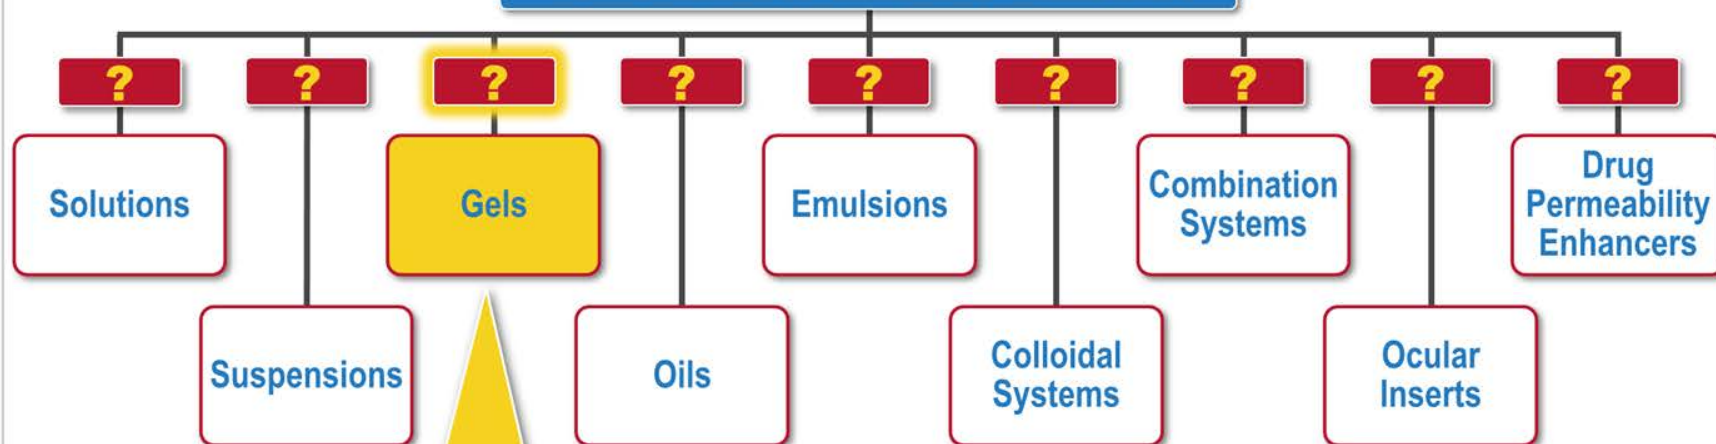 ? ? ? ? ? ? ? ? ?
Solutions
Gels
Emulsions
Combination
Systems
Drug
Permeability
Enhancers
Suspensions
Oils
Colloidal
Systems
Ocular
Inserts